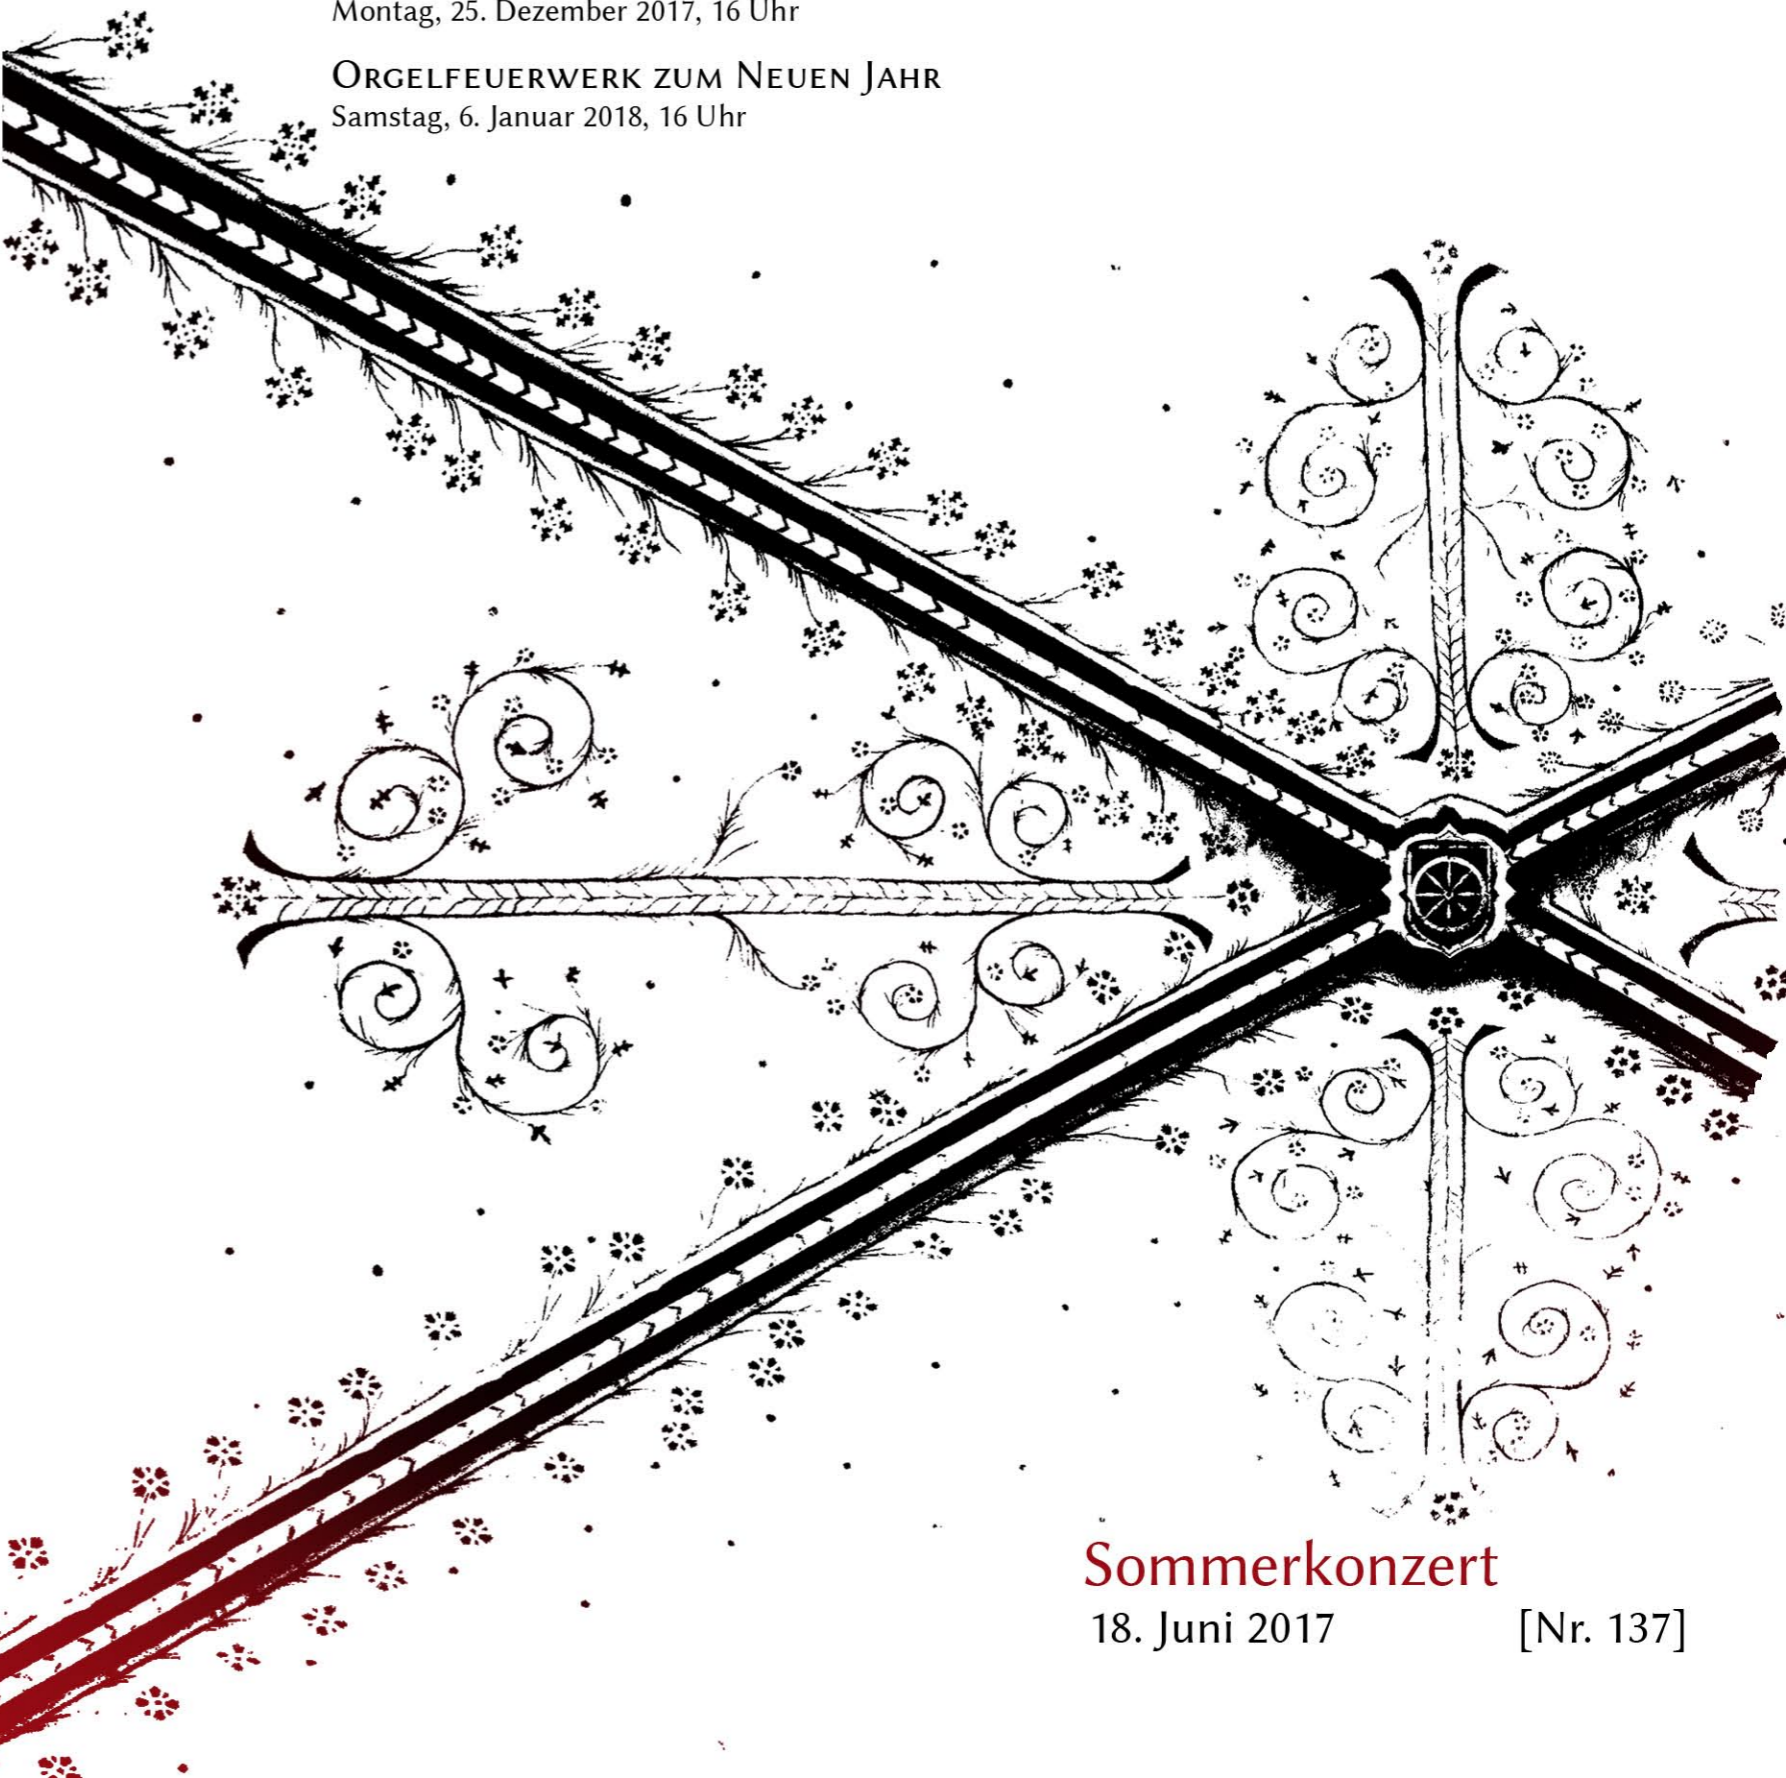 Montag, 25. Dezember 2017, 16 Uhr
Orgelfeuerwerk zum Neuen Jahr
Samstag, 6. Januar 2018, 16 Uhr
Sommerkonzert
18. Juni 2017 [Nr. 137]